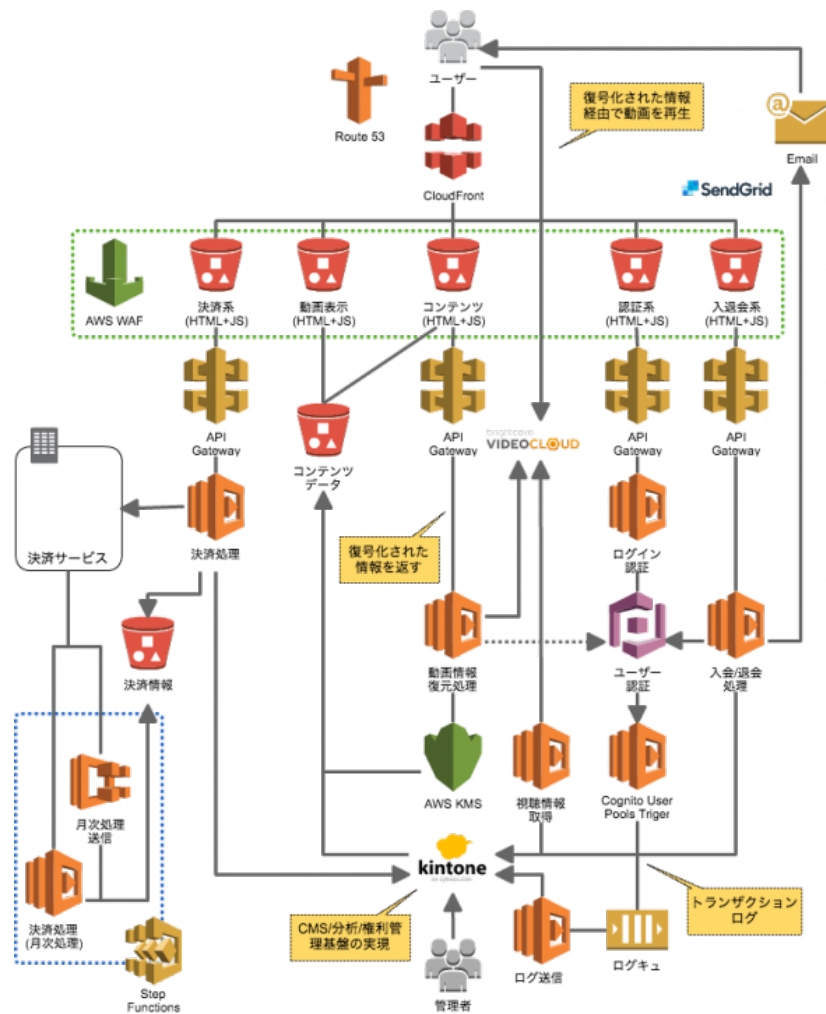 ユーザー
復号化された情報
経由で動画を再生
Route 53
@
Email
CloudFront
SendGrid
AWS WAF
決済系
(HTML+JS)
動画表示
(HTML+JS)
コンテンツ
(HTML+JS)
認証系
(HTML+JS)
入退会系
(HTML+JS)
API
Gateway
コンテンツ
データ
API
Gateway
brightcove
VIDEOCLOUD
API
Gateway
API
Gateway
決済サービス
決済処理
復号化された
情報を返す
ログイン
認証
決済情報
動画情報
復元処理
ユーザー
認証
入会/退会
処理
月次処理
送信
AWS KMS
視聴情報
取得
Cognito User
Pools Triger
kintone
決済処理
(月次処理)
Step
Functions
CMS/分析/権利管
理基盤の実現
管理者
ログ送信
ログキュ
トランザクション
ログ